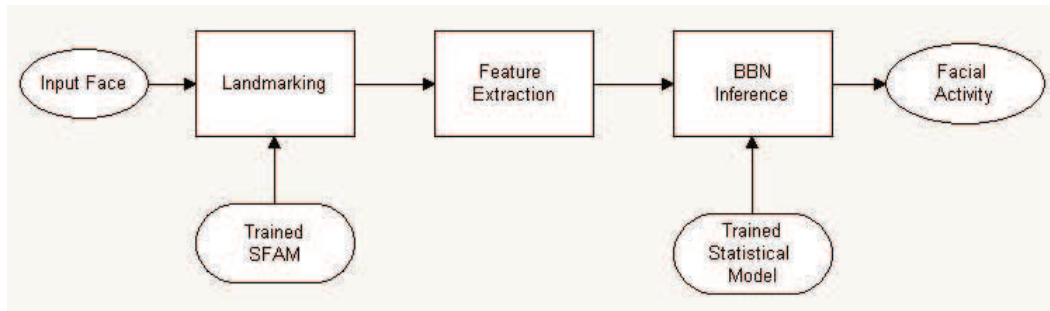 Input Face
Landmarking
Feature
Extraction
BBN
Inference
Facial
Activity
Trained
SFAM
Trained
Statistical
Model